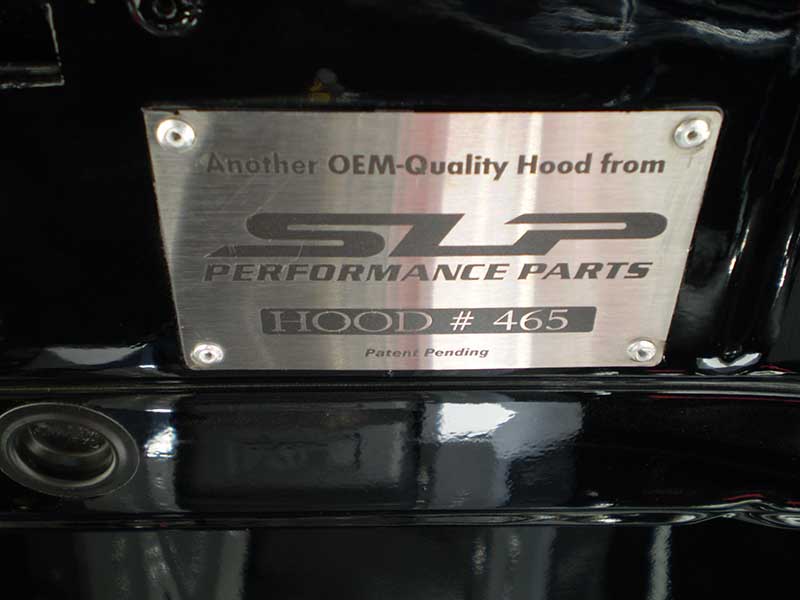 Another OEM-Quality Hood from
SLP
PERFORMANCE PARTS
HOOD # 465
Patent Pending